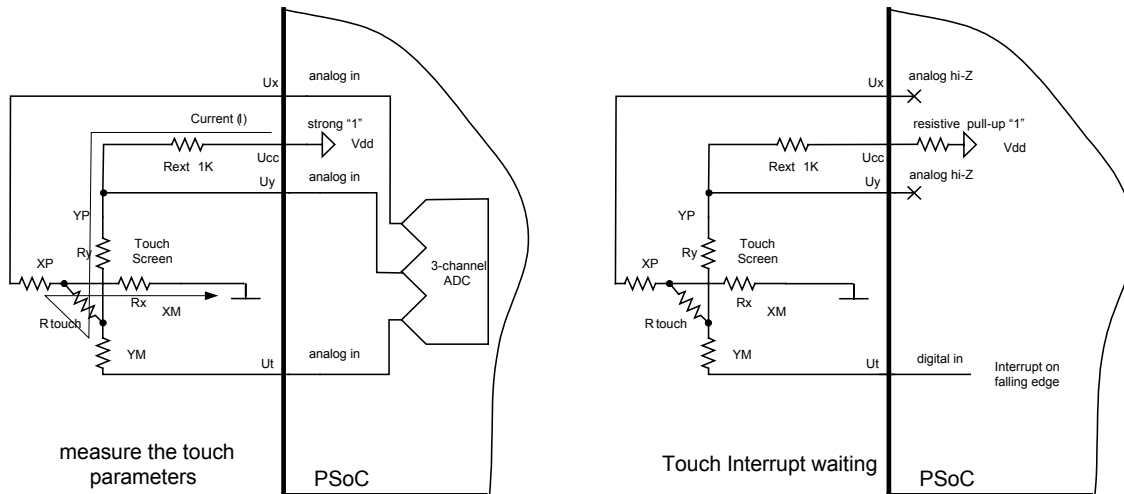 Ux
analog in
Current (I)
strong “1”
Vdd
Rext 1K
Ucc
Uy
analog in
YP
Ry
Touch
Screen
XP
3-channel
ADC
Rx
R touch
XM
YM
Ut
analog in
measure the touch
parameters
PSoC
Ux
analog hi-Z
resistive pull-up “1”
Vdd
Rext 1K
Ucc
Uy
analog hi-Z
YP
Ry
Touch
Screen
XP
Rx
R touch
XM
YM
Ut
digital in
Interrupt on
falling edge
Touch Interrupt waiting
PSoC